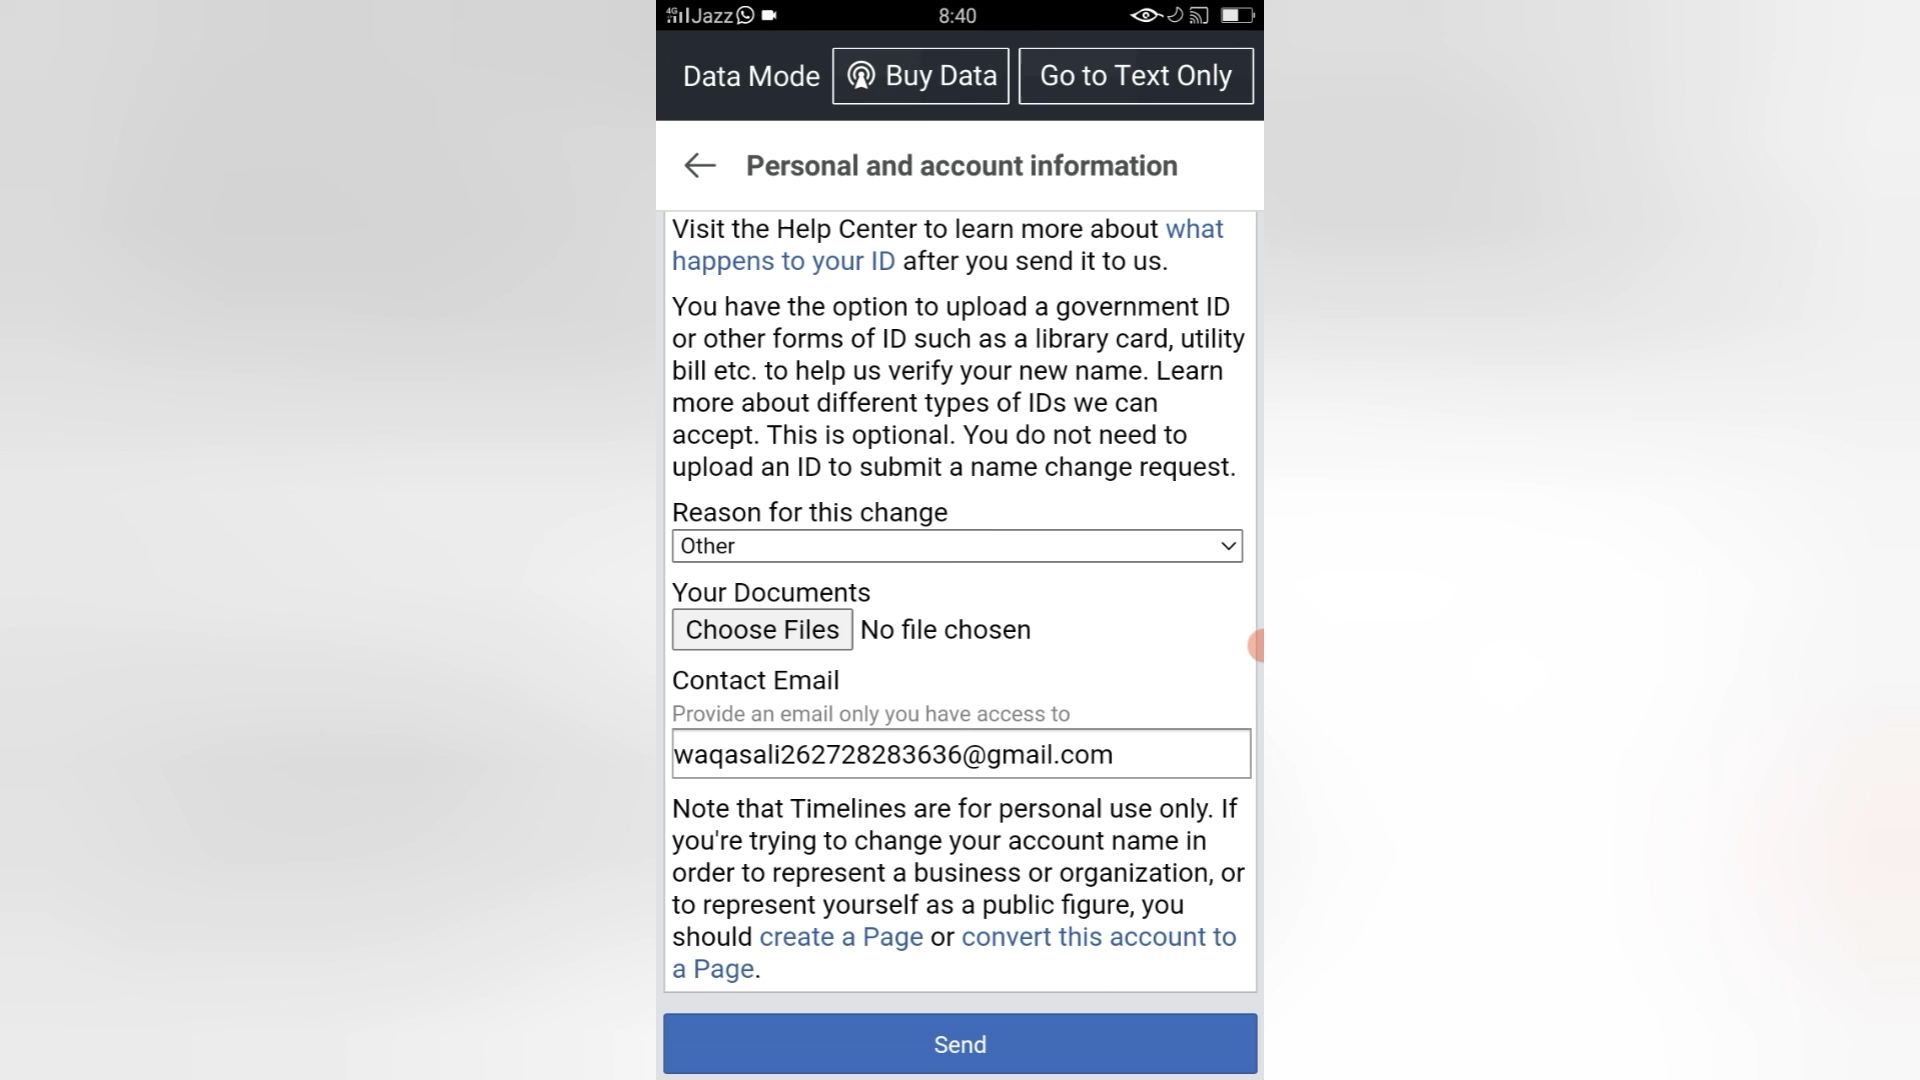 4G Jazz 8:40
Data Mode Buy Data Go to Text Only
Personal and account information
Visit the Help Center to learn more about what
happens to your ID after you send it to us.
You have the option to upload a government ID
or other forms of ID such as a library card, utility
bill etc. to help us verify your new name. Learn
more about different types of IDs we can
accept. This is optional. You do not need to
upload an ID to submit a name change request.
Reason for this change
Other
Your Documents
Choose Files No file chosen
Contact Email
Provide an email only you have access to
waqasali262728283636@gmail.com
Note that Timelines are for personal use only. If
you're trying to change your account name in
order to represent a business or organization, or
to represent yourself as a public figure, you
should create a Page or convert this account to
a Page.
Send